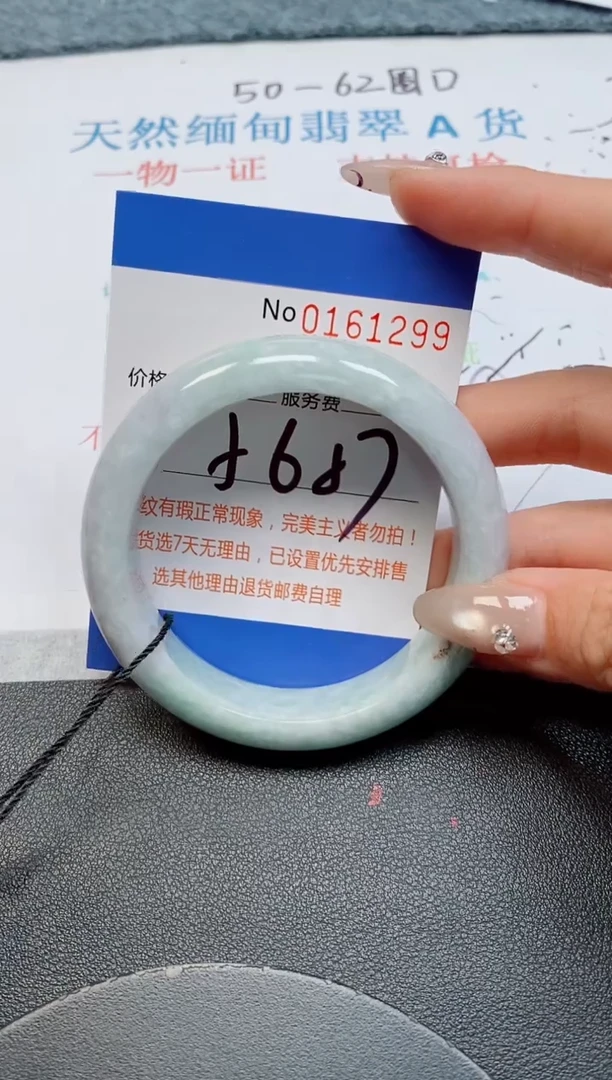 50-62圈口
天然缅甸翡翠A货
一物一证
No 0161299
价格
服务费
纹有瑕正常现象，完美主义者勿拍！
货选7天无理由，已设置优先安排售
选其他理由退货邮费自理